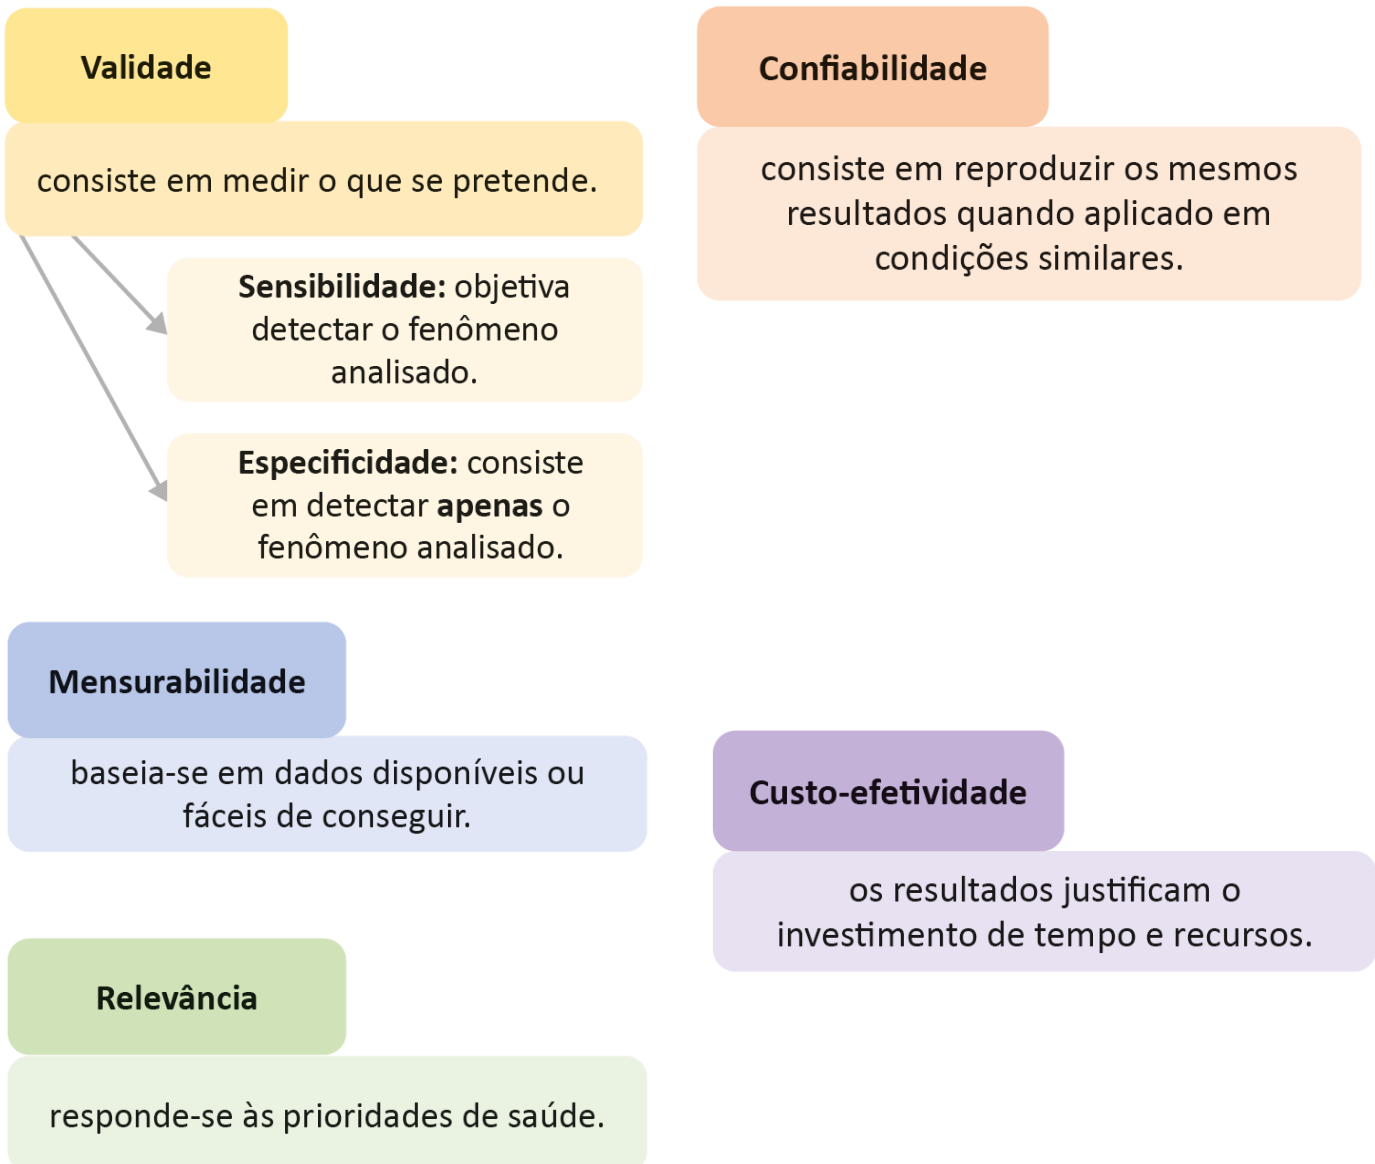 Validade
consiste em medir o que se pretende.
Sensibilidade: objetiva
detectar o fenômeno
analisado.
Especificidade: consiste
em detectar apenas o
fenômeno analisado.
Confiabilidade
consiste em reproduzir os mesmos
resultados quando aplicado em
condições similares.
Mensurabilidade
baseia-se em dados disponíveis ou
fáceis de conseguir.
Custo-efetividade
os resultados justificam o
investimento de tempo e recursos.
Relevância
responde-se às prioridades de saúde.